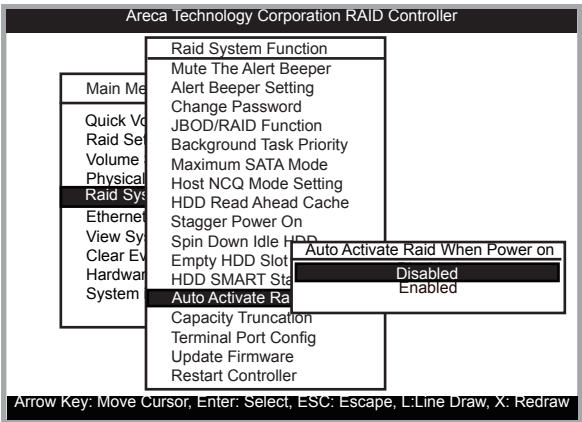 Areca Technology Corporation RAID Controller
Raid System Function
Mute The Alert Beeper
Alert Beeper Setting
Change Password
JBOD/RAID Function
Background Task Priority
Maximum SATA Mode
Host NCQ Mode Setting
HDD Read Ahead Cache
Stagger Power On
Spin Down Idle HDD
Empty HDD Slot
HDD SMART Sta
Auto Activate Ra
Capacity Truncation
Terminal Port Config
Update Firmware
Restart Controller
Main Me
Quick Vo
Raid Set
Volume
Physical
Raid Sys
Ethernet
View Sy
Clear Ev
Hardwar
System
Auto Activate Raid When Power on
Disabled
Enabled
Arrow Key: Move Cursor, Enter: Select, ESC: Escape, L:Line Draw, X: Redraw